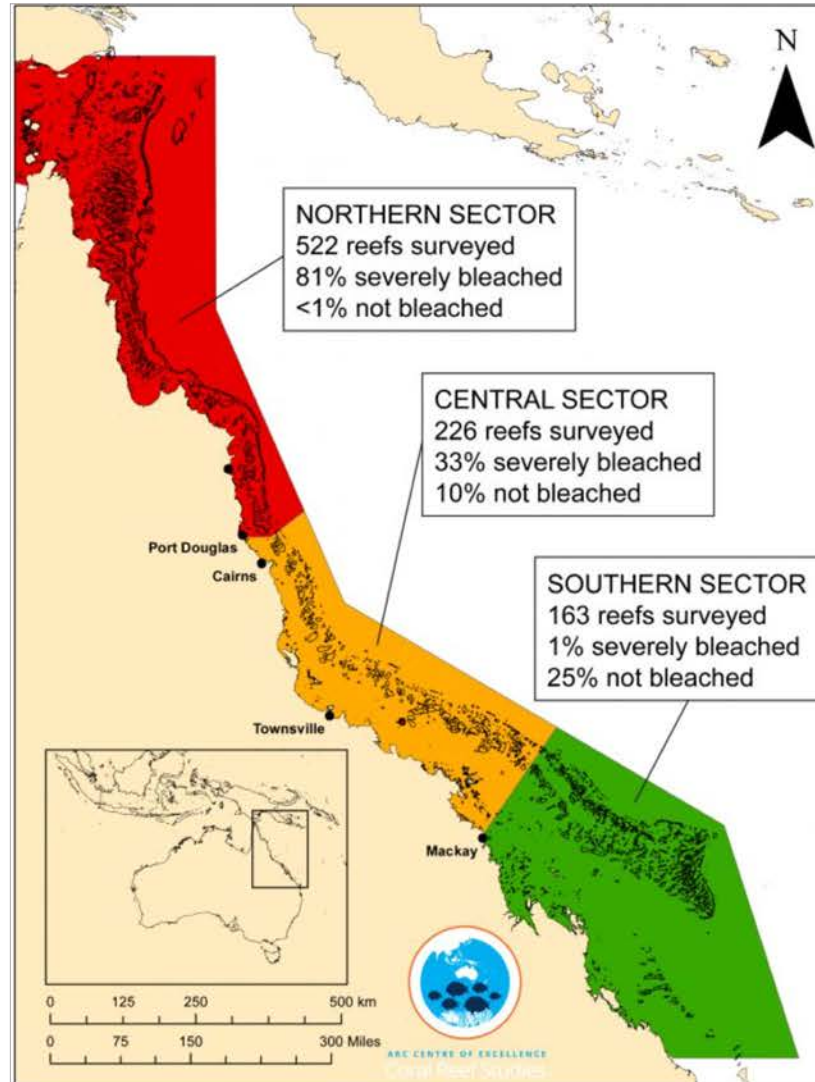 N
NORTHERN SECTOR
522 reefs surveyed
81% severely bleached
<1% not bleached
CENTRAL SECTOR
226 reefs surveyed
33% severely bleached
10% not bleached
Port Douglas
Cairns
SOUTHERN SECTOR
163 reefs surveyed
1% severely bleached
25% not bleached
Townsville
Mackay
0 125 250 500 km
0 75 150 300 Miles
ARC CENTRE OF EXCELLENCE
Coral Reef Studies